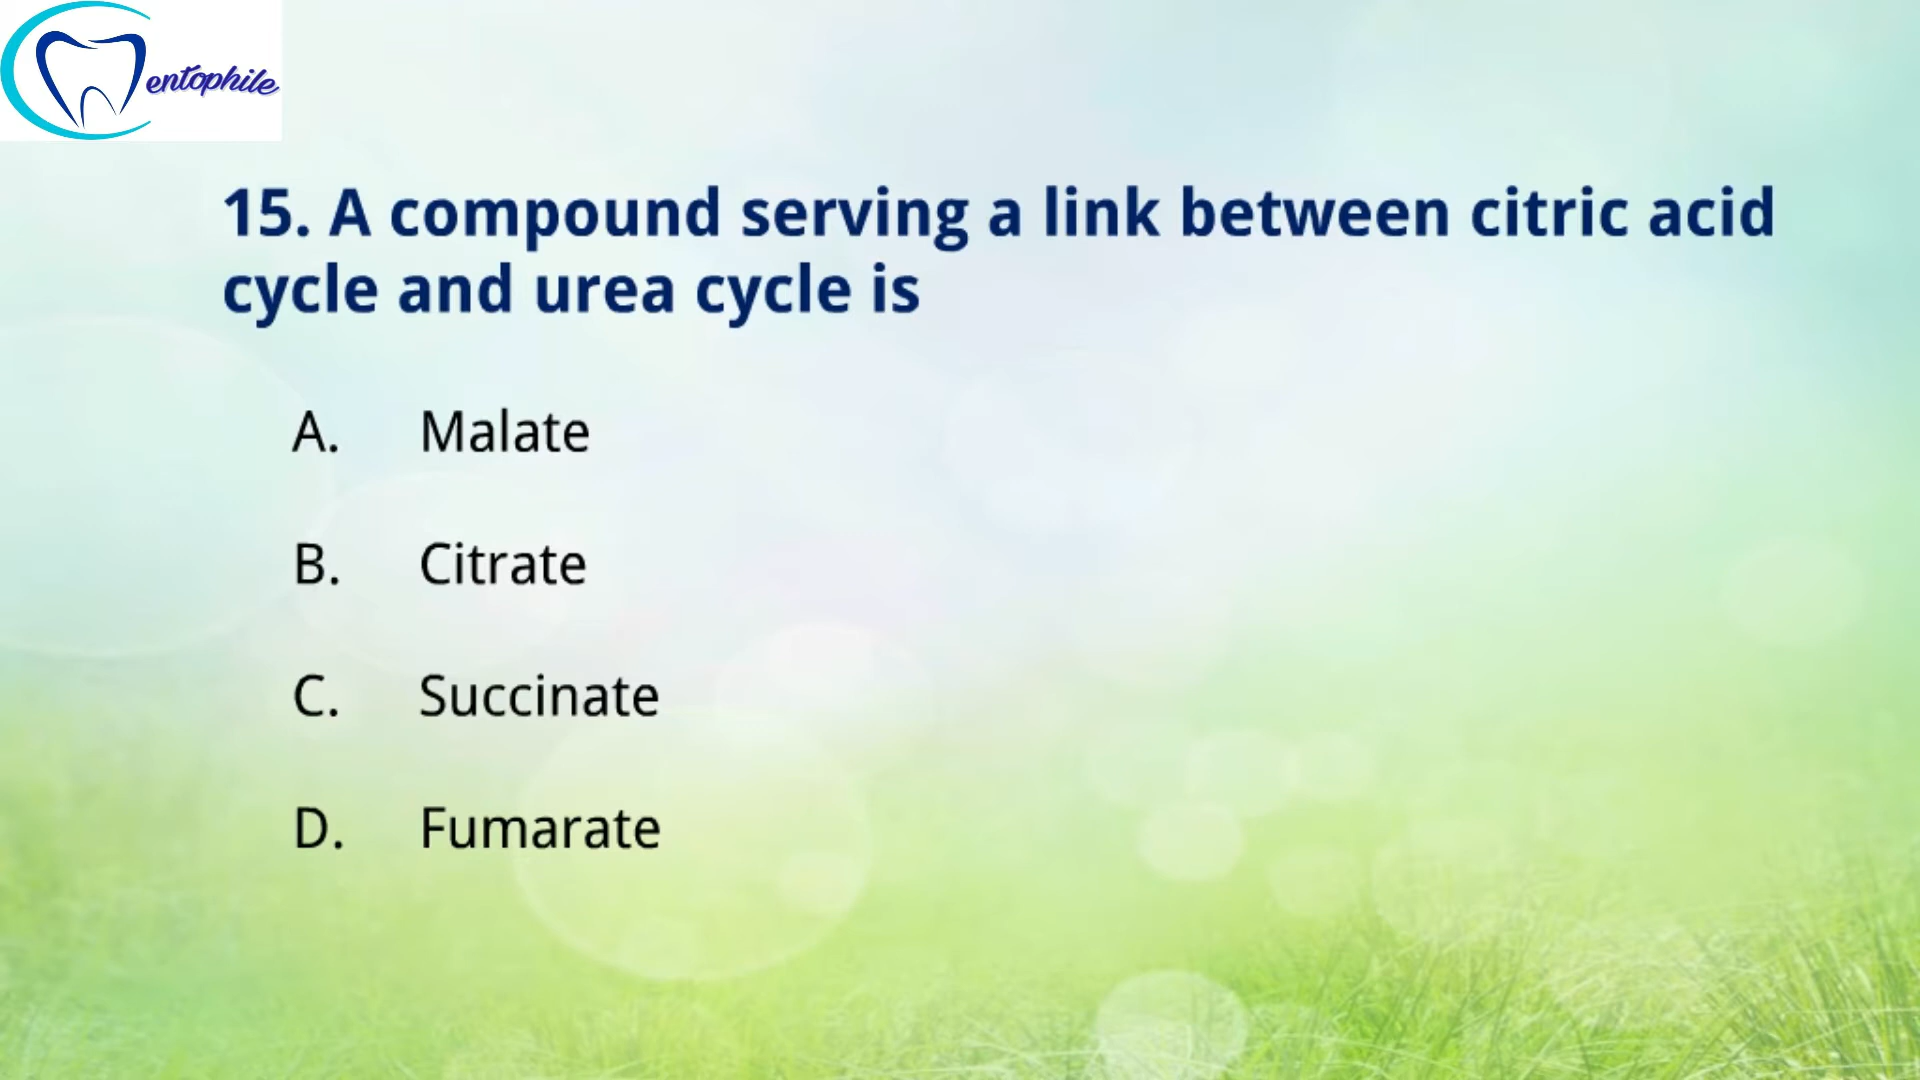 entophile
15. A compound serving a link between citric acid
cycle and urea cycle is
A. Malate
B. Citrate
C. Succinate
D. Fumarate